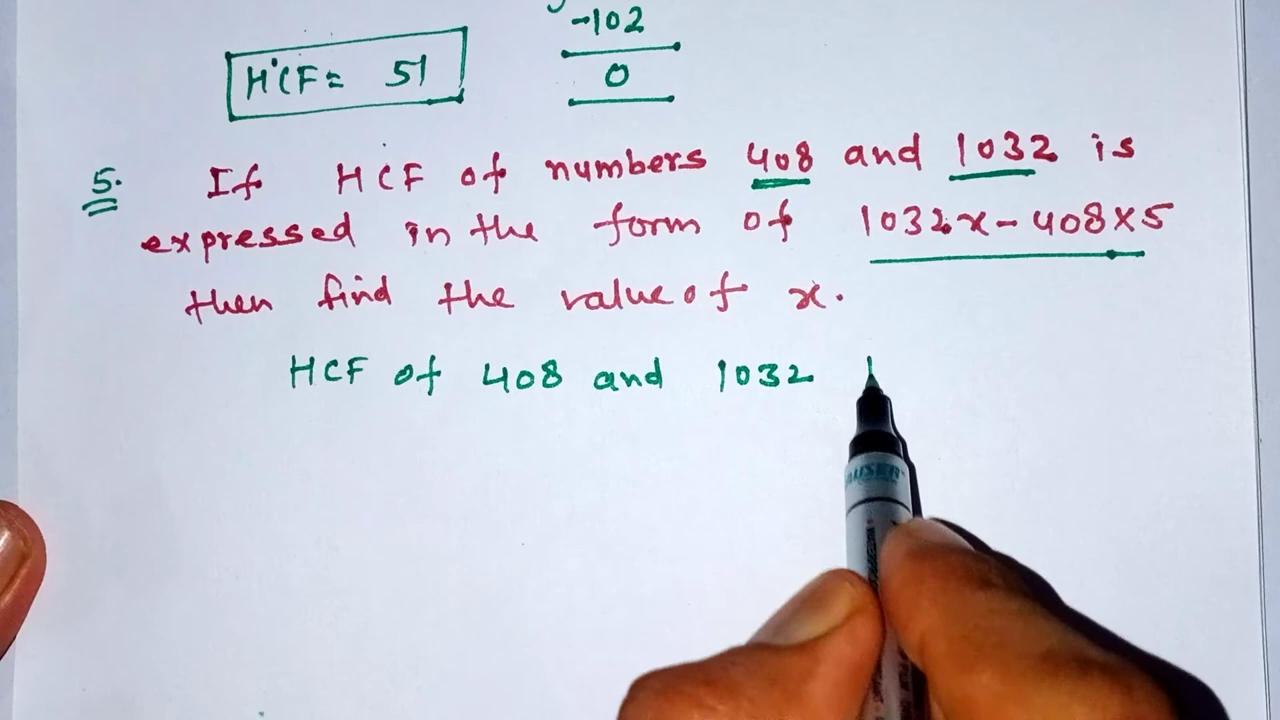 -102
HCF= 51
0
5. If HCF of numbers 408 and 1032 is
expressed in the form of 1032x-408×5
then find the value of x.
HCF of 408 and 1032
AUSER